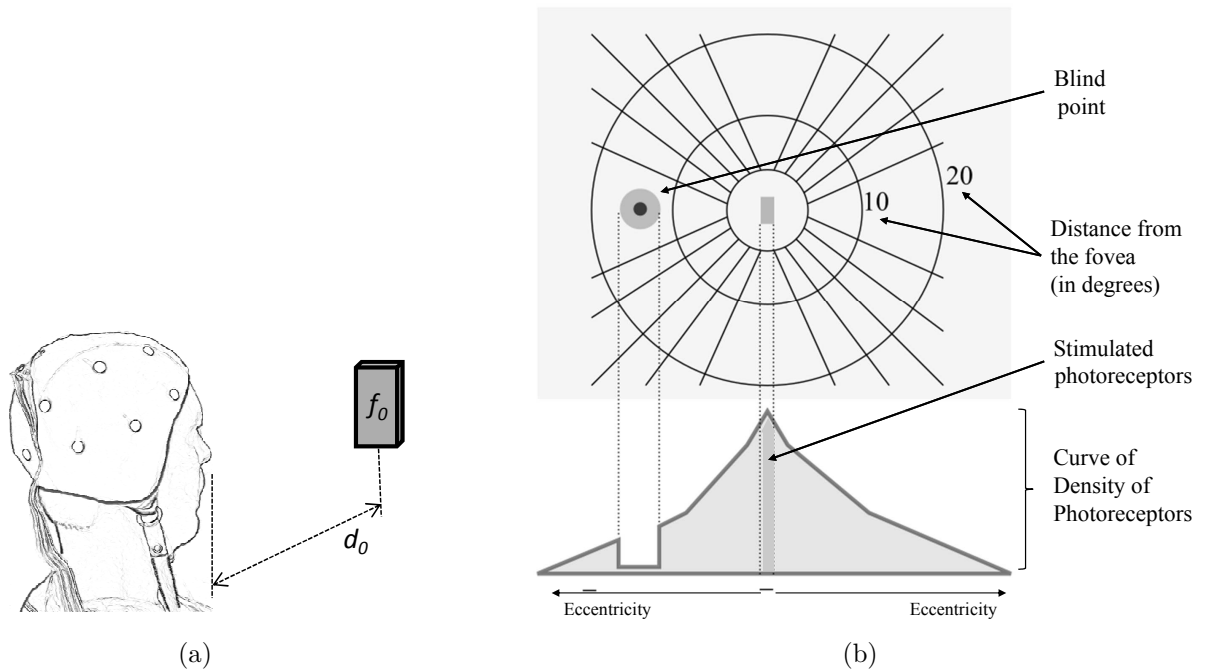 f0
d0
(a)
Blind
point
20
10
Distance from
the fovea
(in degrees)
Stimulated
photoreceptors
Curve of
Density of
Photoreceptors
Eccentricity
Eccentricity
(b)